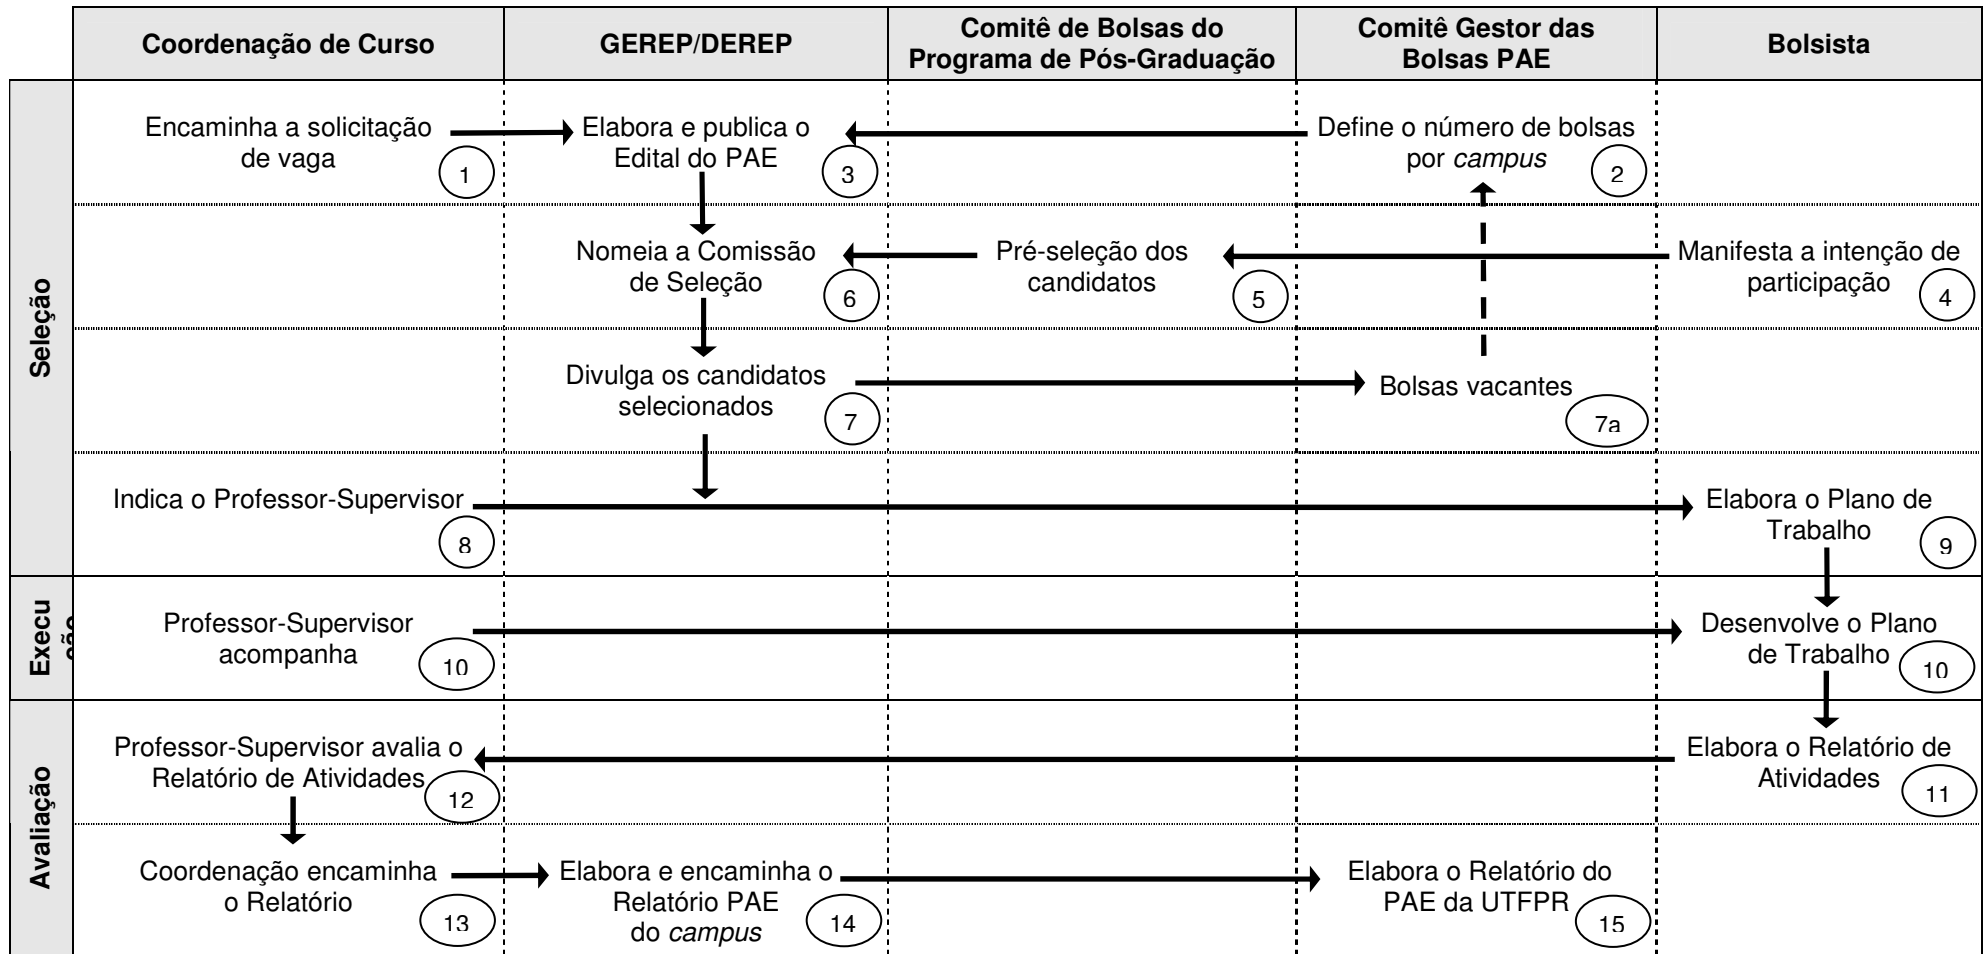 Coordenação de Curso
GEREP/DEREP
Comitê de Bolsas do
Programa de Pós-Graduação
Comitê Gestor das
Bolsas PAE
Bolsista
Seleção
Encaminha a solicitação
de vaga
1
Elabora e publica o
Edital do PAE
3
Define o número de bolsas
por campus
2
Nomeia a Comissão
de Seleção
6
Pré-seleção dos
candidatos
5
Manifesta a intenção de
participação
4
Divulga os candidatos
selecionados
7
Bolsas vacantes
7a
Indica o Professor-Supervisor
8
Elabora o Plano de
Trabalho
9
Execu
ção
Professor-Supervisor
acompanha
10
Desenvolve o Plano
de Trabalho
10
Avaliação
Professor-Supervisor avalia o
Relatório de Atividades
12
Elabora o Relatório de
Atividades
11
Coordenação encaminha
o Relatório
13
Elabora e encaminha o
Relatório PAE
do campus
14
Elabora o Relatório do
PAE da UTFPR
15